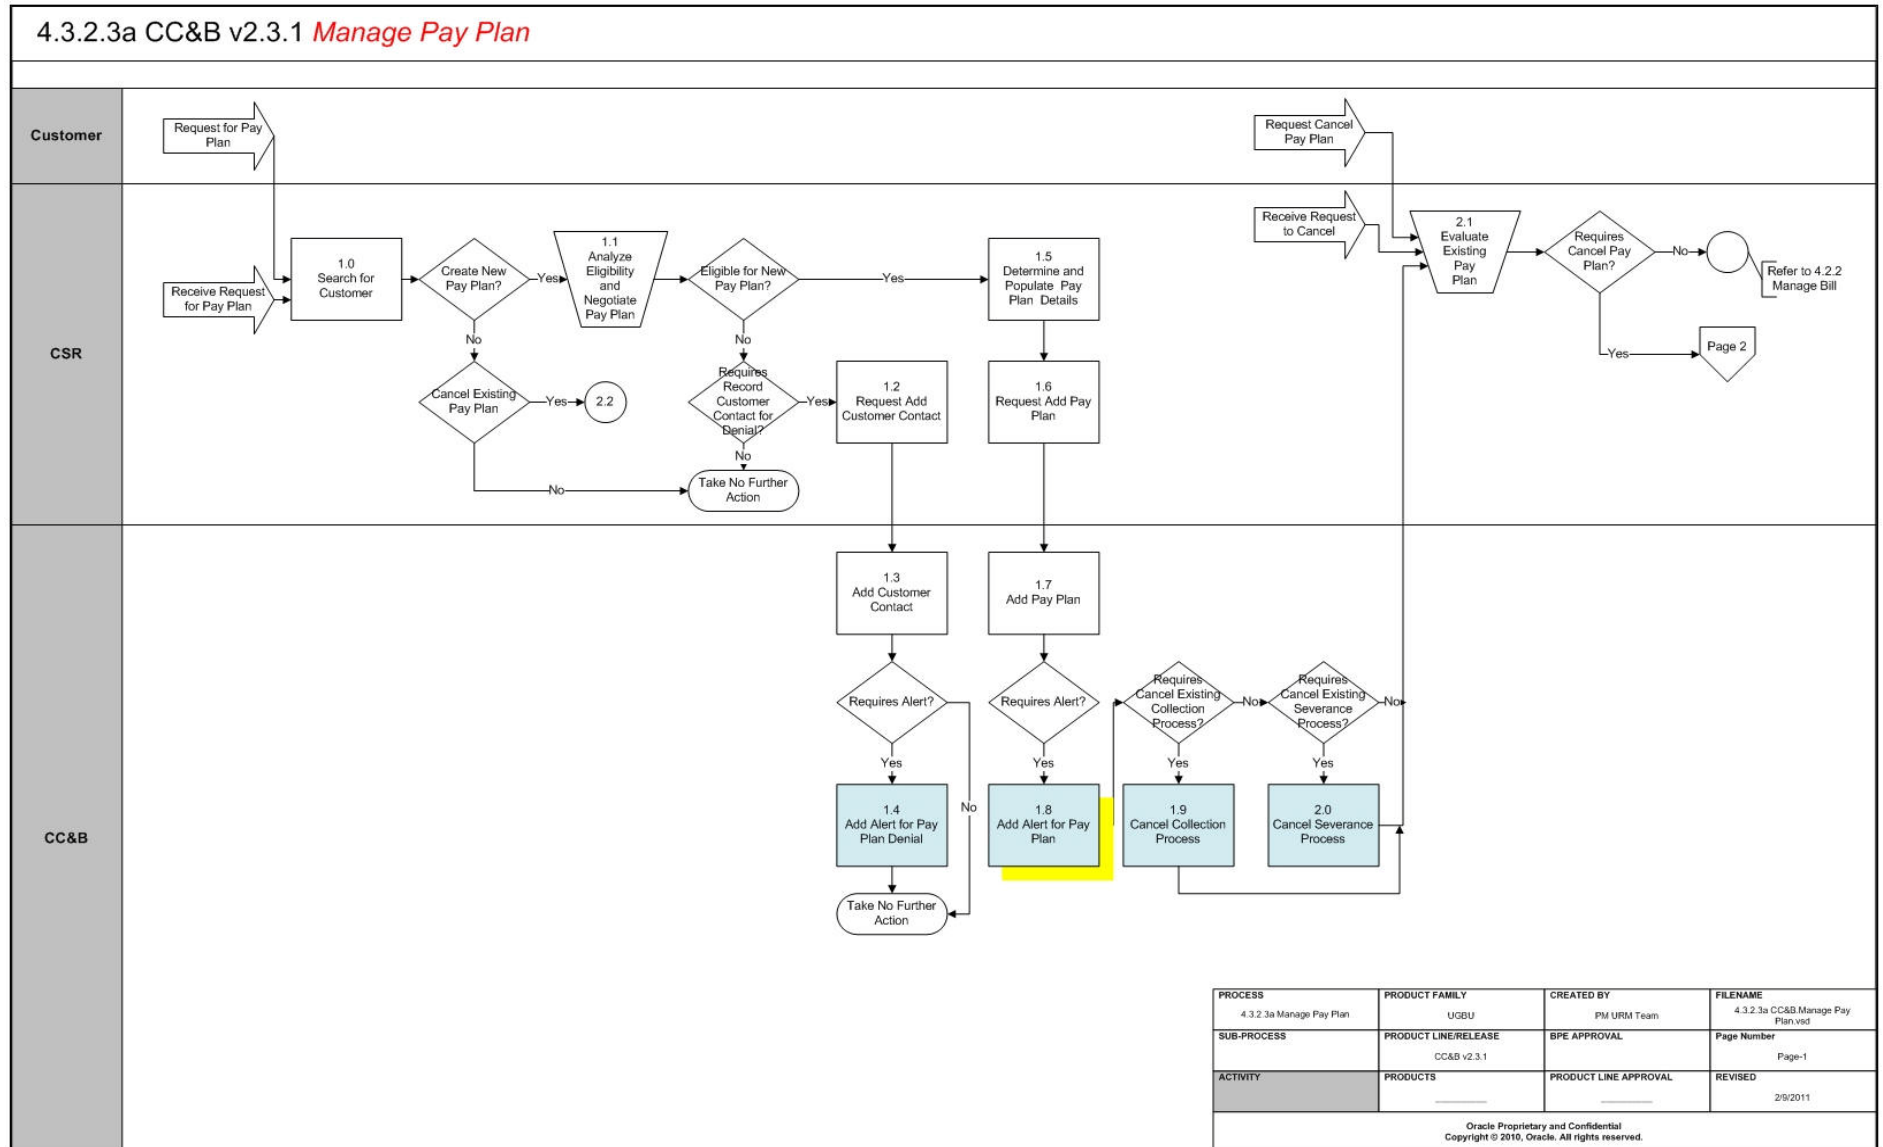 4.3.2.3a CC&B v2.3.1 Manage Pay Plan
Customer
Request for Pay
Plan
Request Cancel
Pay Plan
CSR
Receive Request
for Pay Plan
1.0
Search for
Customer
Create New
Pay Plan?
Yes
1.1
Analyze
Eligibility
and
Negotiate
Pay Plan
Eligible for New
Pay Plan?
Yes
1.5
Determine and
Populate Pay
Plan Details
Receive Request
to Cancel
2.1
Evaluate
Existing
Pay
Plan
Requires
Cancel Pay
Plan?
No
Refer to 4.2.2
Manage Bill
Yes
Page 2
No
Cancel Existing
Pay Plan
Yes
2.2
No
No
Requires
Record
Customer
Contact for
Denial?
Yes
1.2
Request Add
Customer Contact
1.6
Request Add Pay
Plan
No
Take No Further
Action
CC&B
1.3
Add Customer
Contact
1.7
Add Pay Plan
Requires Alert?
Requires Alert?
Requires
Cancel Existing
Collection
Process?
No
Requires
Cancel Existing
Severance
Process?
No
Yes
Yes
Yes
Yes
1.4
Add Alert for Pay
Plan Denial
No
1.8
Add Alert for Pay
Plan
1.9
Cancel Collection
Process
2.0
Cancel Severance
Process
Take No Further
Action
PROCESS
4.3.2.3a Manage Pay Plan
PRODUCT FAMILY
UGBU
CREATED BY
PM URM Team
FILENAME
4.3.2.3a CC&B.Manage Pay
Plan.vsd
SUB-PROCESS
PRODUCT LINE/RELEASE
CC&B v2.3.1
BPE APPROVAL
Page Number
Page-1
ACTIVITY
PRODUCTS
PRODUCT LINE APPROVAL
REVISED
2/9/2011
Oracle Proprietary and Confidential
Copyright © 2010, Oracle. All rights reserved.